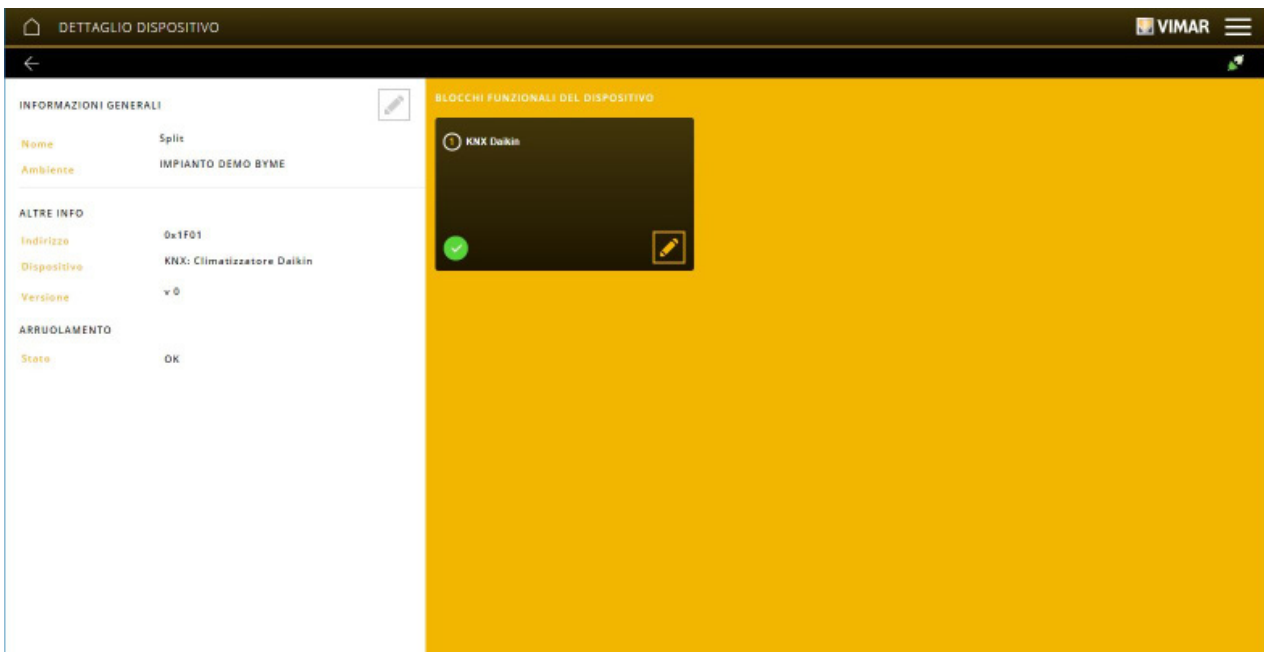 DETTAGLIO DISPOSITIVO
VIMAR
INFORMAZIONI GENERALI
Nome Split
Ambiente IMPIANTO DEMO BYME
ALTRE INFO
Indirizzo 0x1F01
Dispositivo KNX: Climatizzatore Daikin
Versione v 0
ARRUOLAMENTO
Stato OK
BLOCCHI FUNZIONALI DEL DISPOSITIVO
1 KNX Daikin